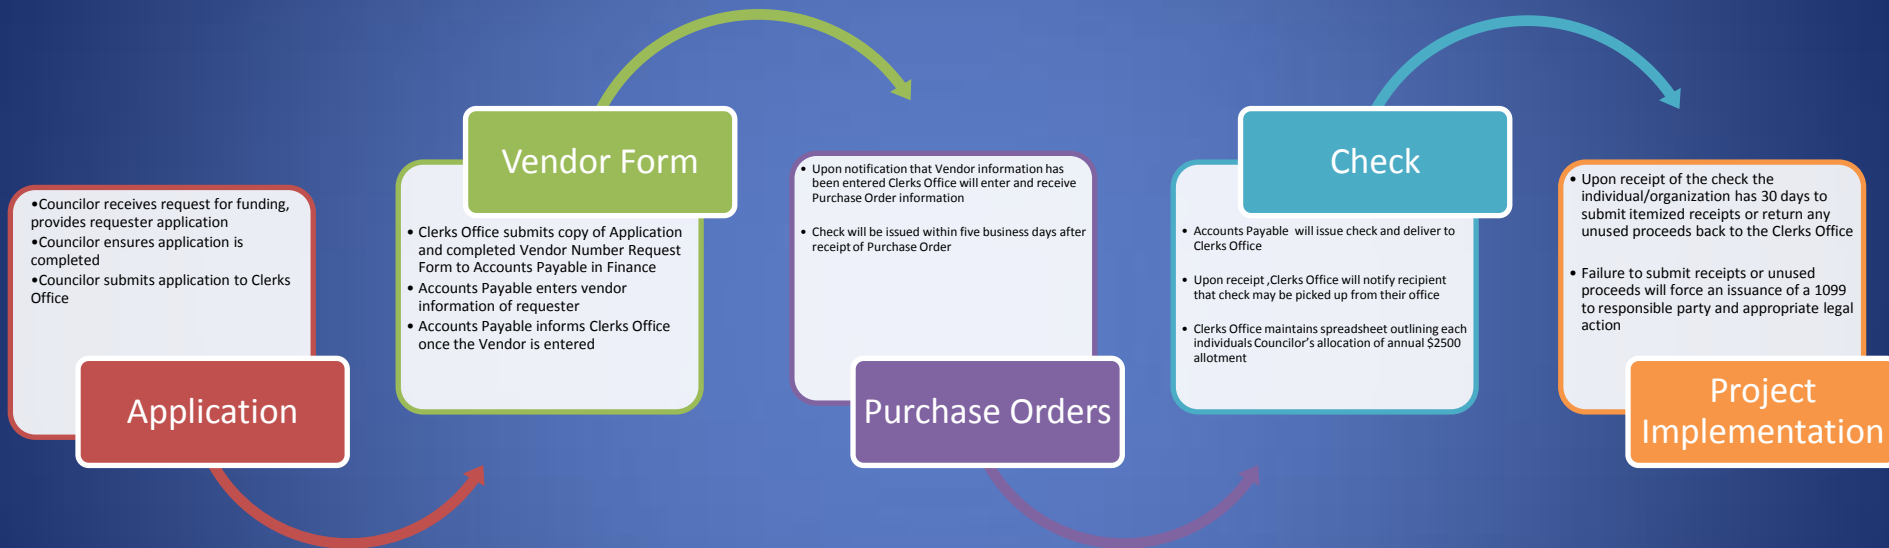 •Councilor receives request for funding,
provides requester application
•Councilor ensures application is
completed
•Councilor submits application to Clerks
Office
Application
Vendor Form
• Clerks Office submits copy of Application
and completed Vendor Number Request
Form to Accounts Payable in Finance
• Accounts Payable enters vendor
information of requester
• Accounts Payable informs Clerks Office
once the Vendor is entered
• Upon notification that Vendor information has
been entered Clerks Office will enter and receive
Purchase Order information
• Check will be issued within five business days after
receipt of Purchase Order
Purchase Orders
Check
• Accounts Payable will issue check and deliver to
Clerks Office
• Upon receipt ,Clerks Office will notify recipient
that check may be picked up from their office
• Clerks Office maintains spreadsheet outlining each
individuals Councilor's allocation of annual $2500
allotment
• Upon receipt of the check the
individual/organization has 30 days to
submit itemized receipts or return any
unused proceeds back to the Clerks Office
• Failure to submit receipts or unused
proceeds will force an issuance of a 1099
to responsible party and appropriate legal
action
Project
Implementation